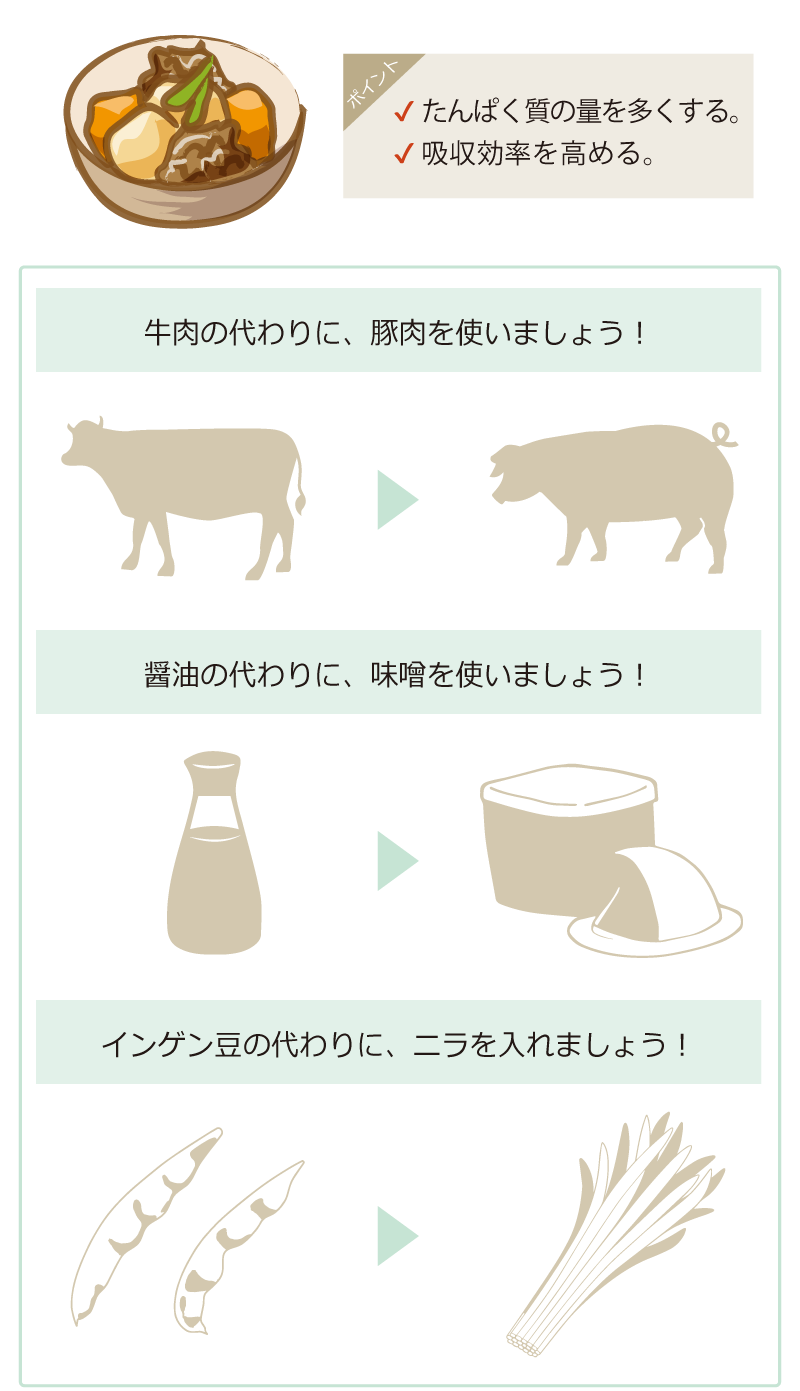 ポイント
✓ たんぱく質の量を多くする。
✓ 吸収効率を高める。
牛肉の代わりに、豚肉を使いましょう！
醤油の代わりに、味噌を使いましょう！
インゲン豆の代わりに、ニラを入れましょう！